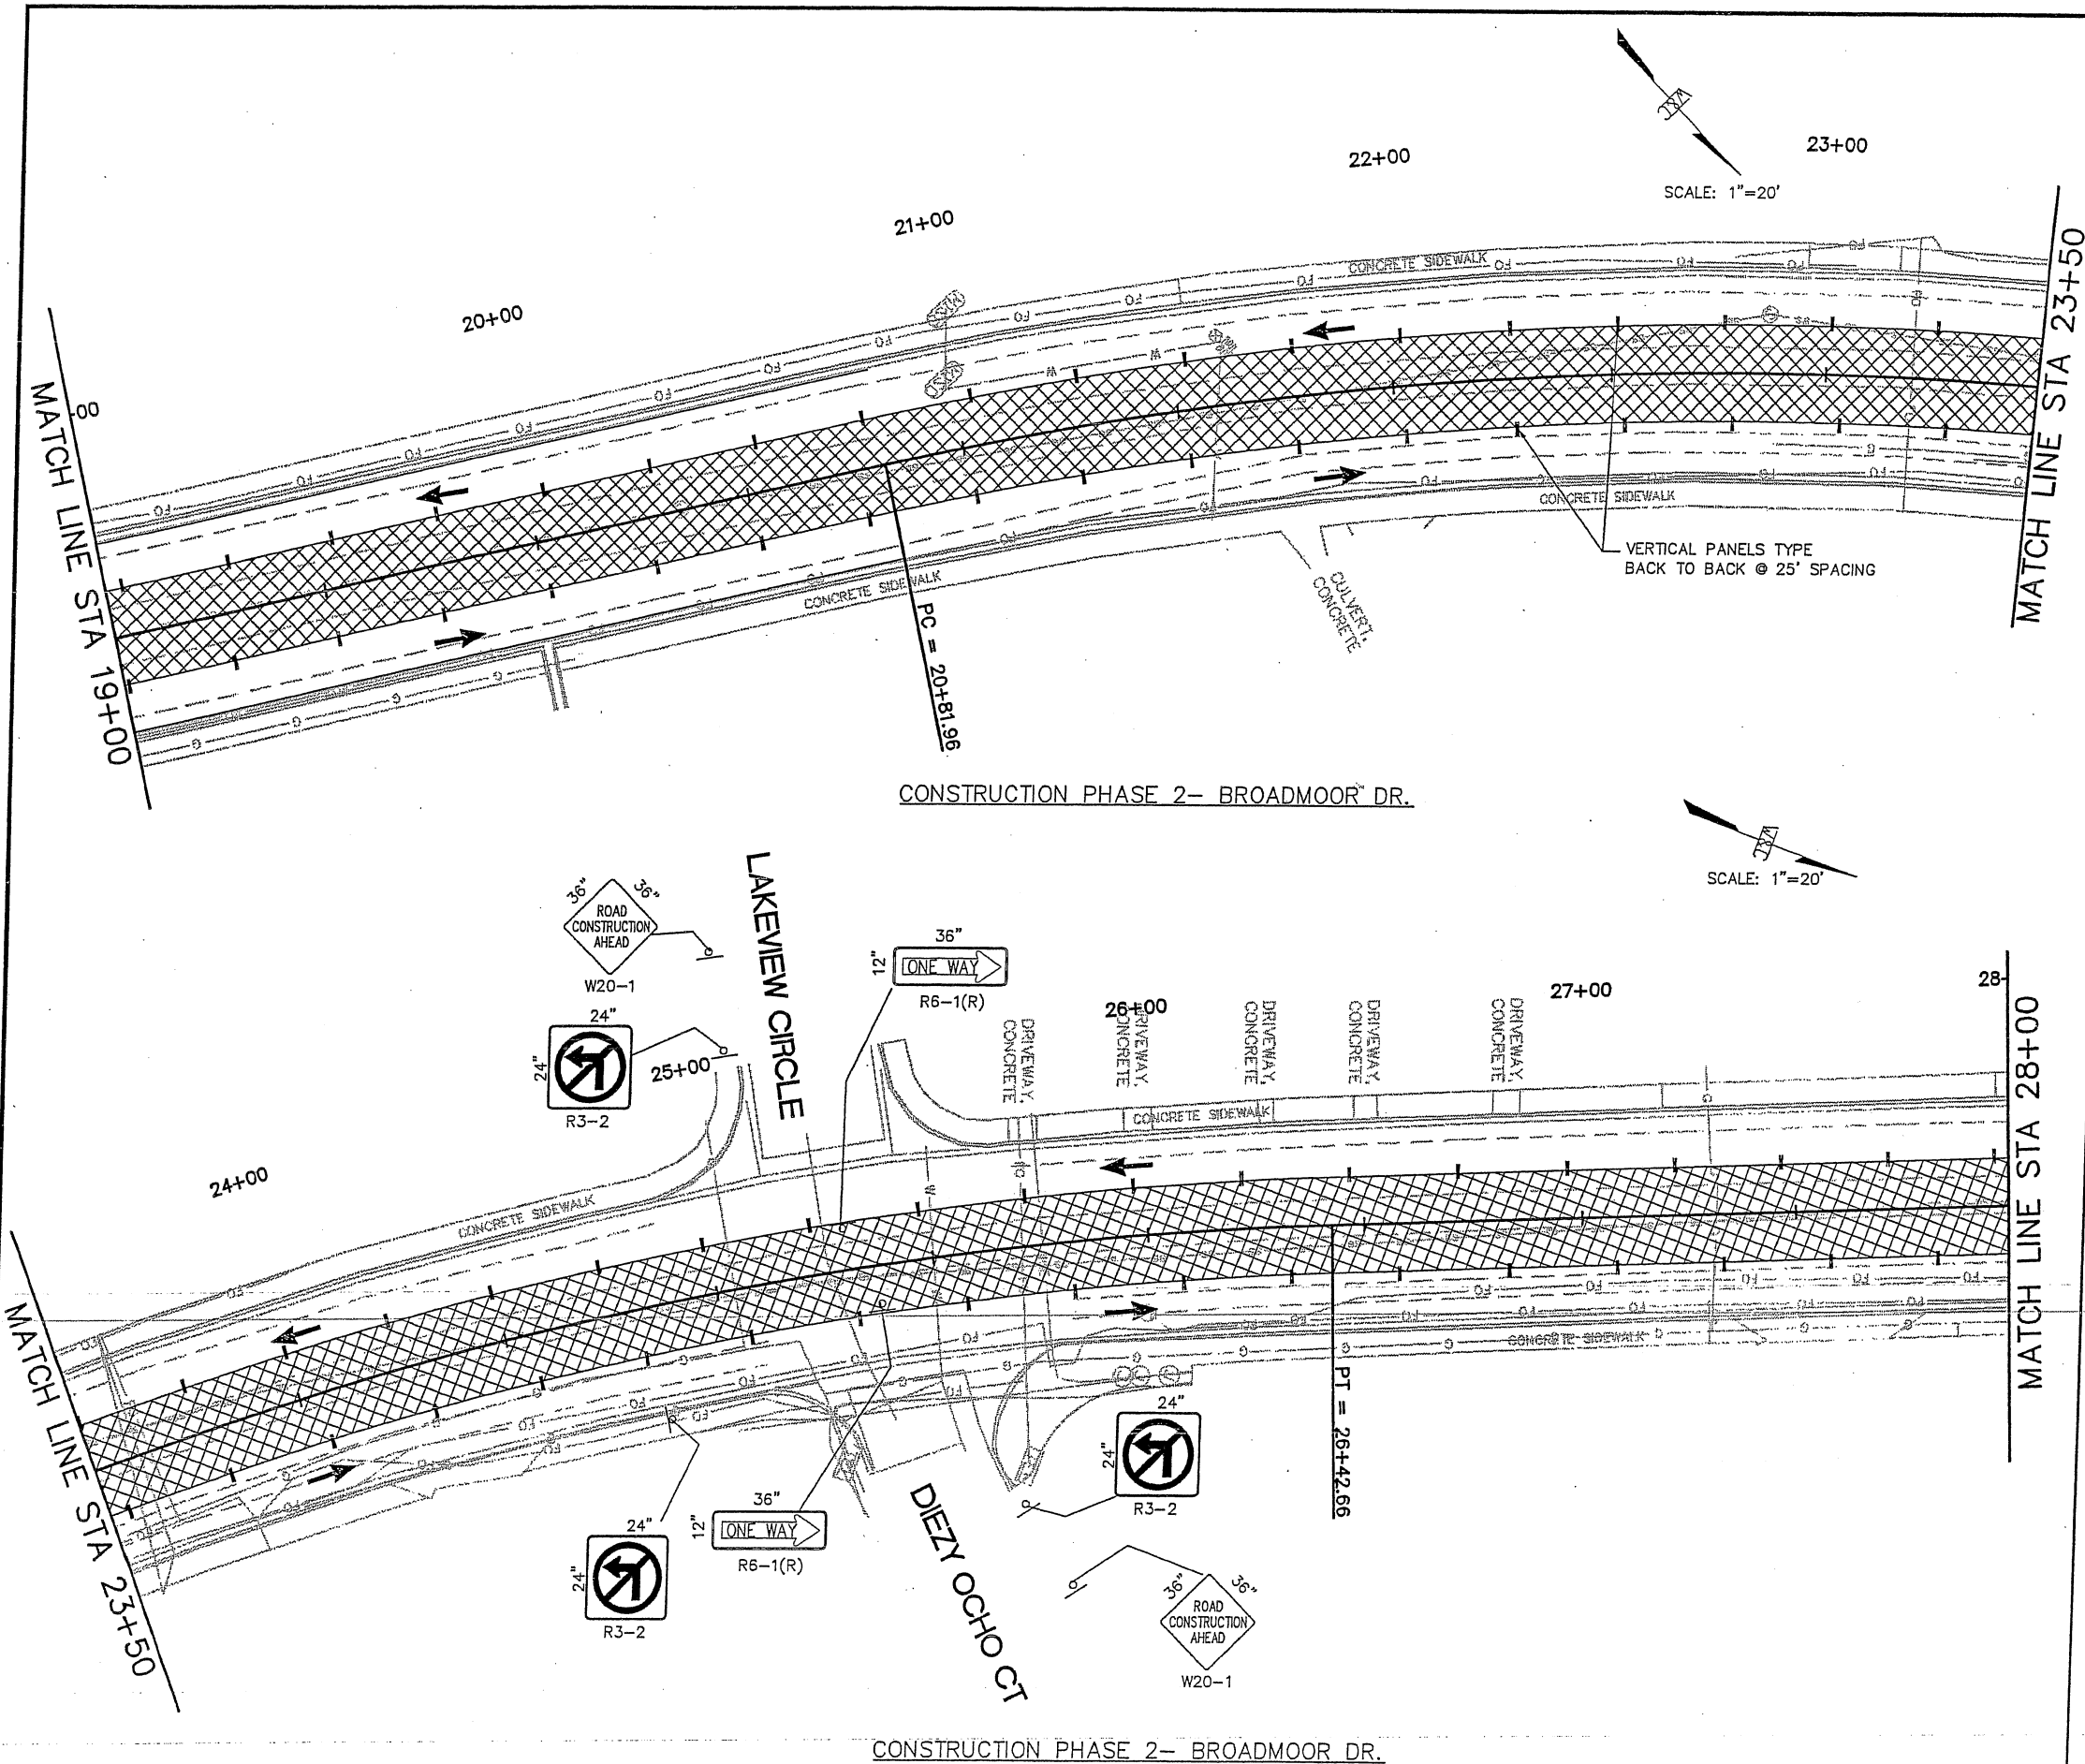 23+00
22+00
SCALE: 1"=20'
21+00
20+00
CONCRETE SIDEWALK
MATCH LINE STA 23+50
-00
MATCH LINE STA 19+00
CONCRETE SIDEWALK
VERTICAL PANELS TYPE
BACK TO BACK @ 25' SPACING
CONCRETE SIDEWALK
CULVERT,
CONCRETE
PC = 20+81.96
CONSTRUCTION PHASE 2- BROADMOOR DR.
SCALE: 1"=20'
LAKEVIEW CIRCLE
36" 36"
ROAD
CONSTRUCTION
AHEAD
W20-1
36"
12"
ONE WAY
R6-1(R)
24"
24"
R3-2
25+00
26+00
27+00
28-
DRIVEWAY,
CONCRETE
RIVEWAY,
ONCRETE
DRIVEWAY,
CONCRETE
DRIVEWAY,
CONCRETE
DRIVEWAY,
CONCRETE
CONCRETE SIDEWALK
MATCH LINE STA 28+00
24+00
CONCRETE SIDEWALK
MATCH LINE STA 23+50
CONCRETE SIDEWALK
PT = 26+42.66
24"
24"
R3-2
36"
12"
ONE WAY
R6-1(R)
24"
24"
R3-2
DIEZY OCHO CT
36" 36"
ROAD
CONSTRUCTION
AHEAD
W20-1
CONSTRUCTION PHASE 2- BROADMOOR DR.